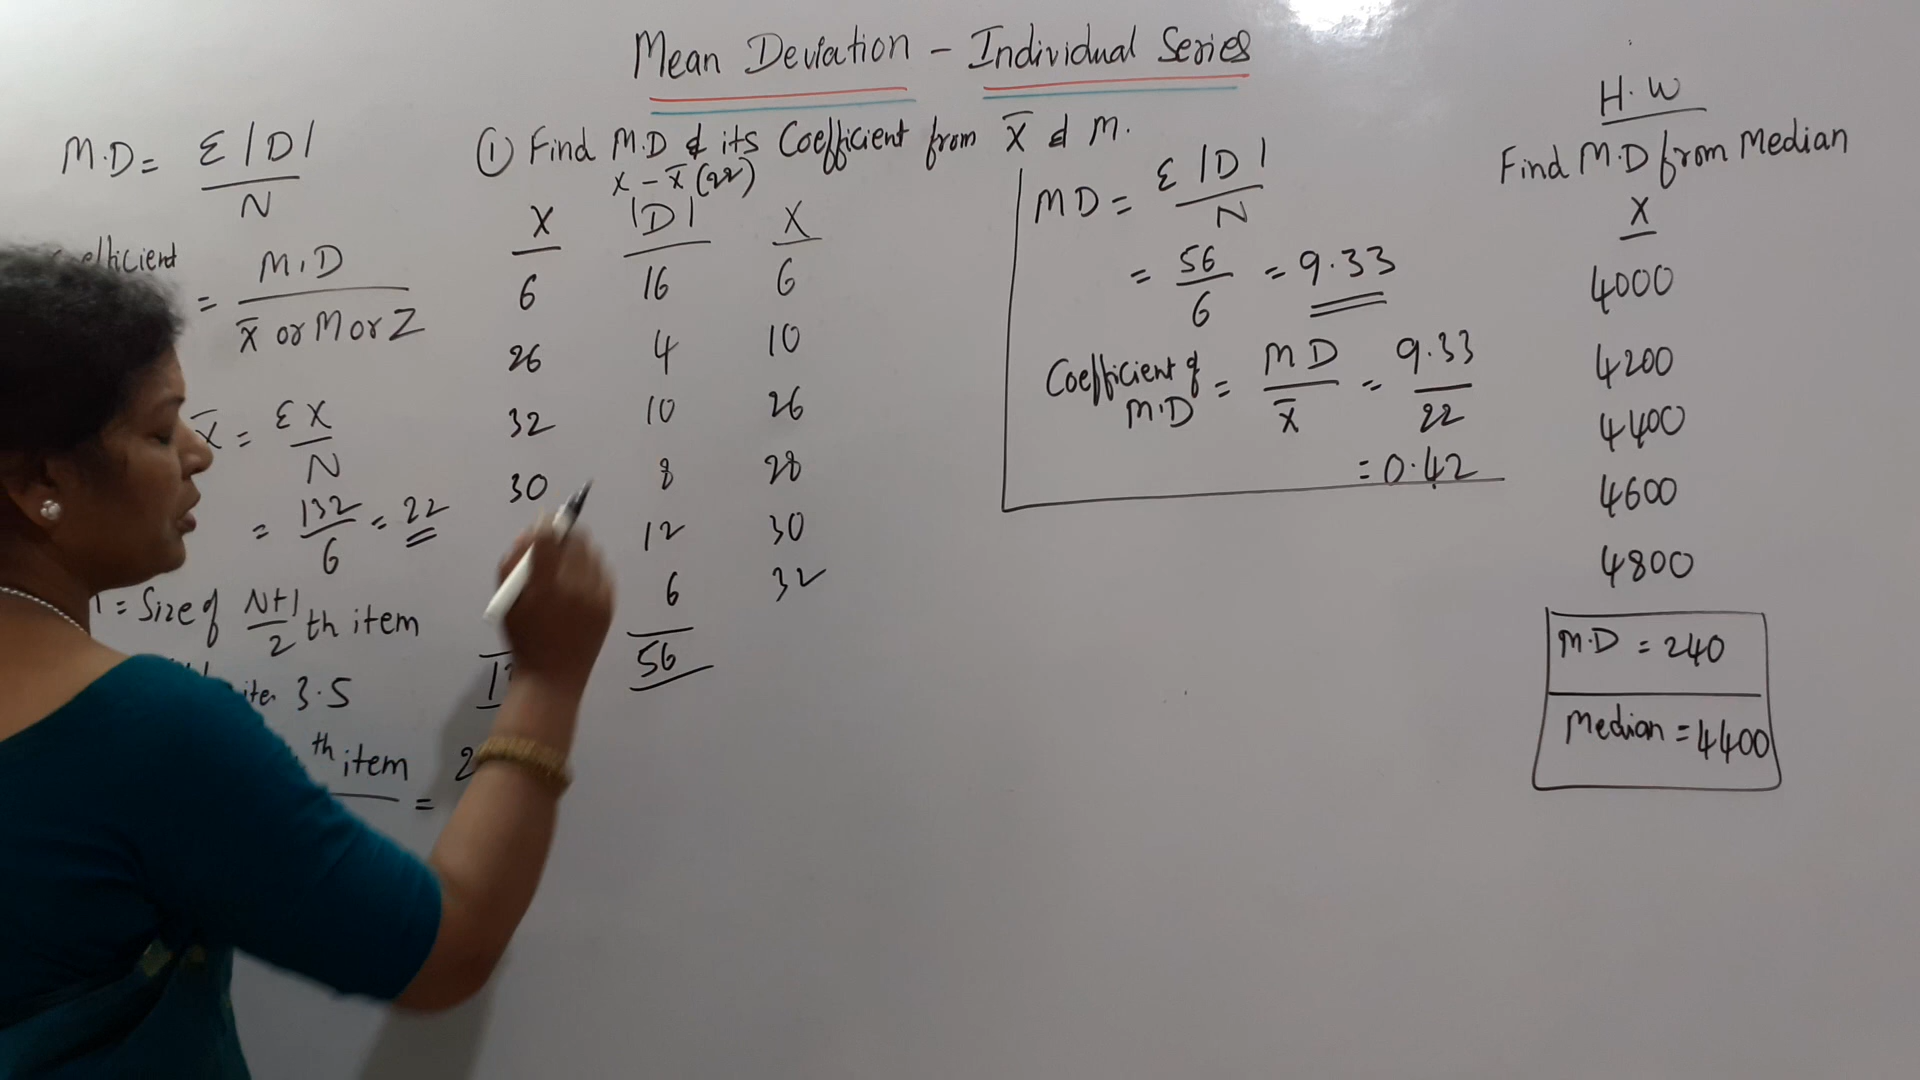 Mean Deviation - Individual Series
M.D = Σ|D| / N
= M.D / x̄ or M or Z
x̄ = Σx / N
= 132 / 6 = 22
= Size of N+1 / 2 th item
3.5
th item
=
① Find M.D & its Coefficient from x̄ & M.
x - x̄ (22)
X |D| X
6 16 6
26 4 10
32 10 26
30 8 28
12 30
6 32
56
MD = Σ|D| / N
= 56 / 6 = 9.33
Coefficient of M.D = MD / x̄ = 9.33 / 22
= 0.42
H.W
Find M.D from Median
X
4000
4200
4400
4600
4800
M.D = 240
Median = 4400